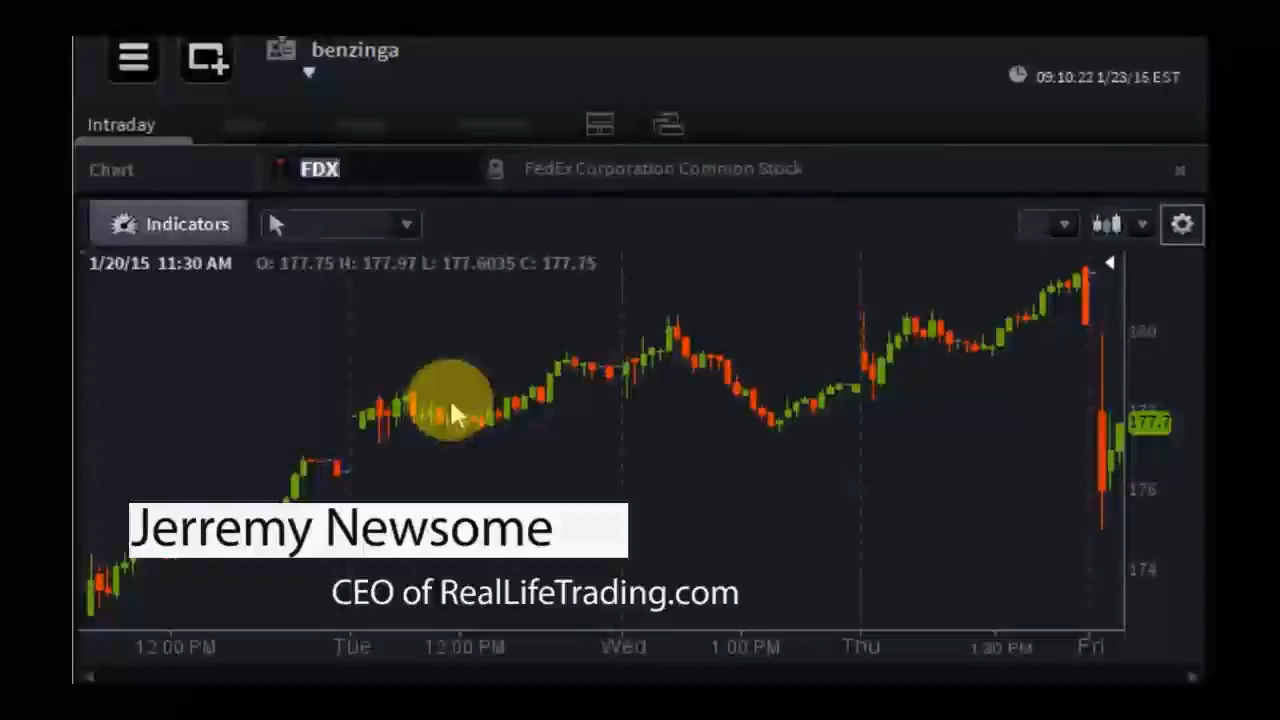 benzinga
09:10:22 1/23/15 EST
Intraday
Chart
FDX
FedEx Corporation Common Stock
Indicators
1/20/15 11:30 AM O: 177.75 H: 177.97 L: 177.6035 C: 177.75
180
177.7
176
174
Jerremy Newsome
CEO of RealLifeTrading.com
12:00 PM Tue 12:00 PM Wed 1:00 PM Thu 1:30 PM Fri